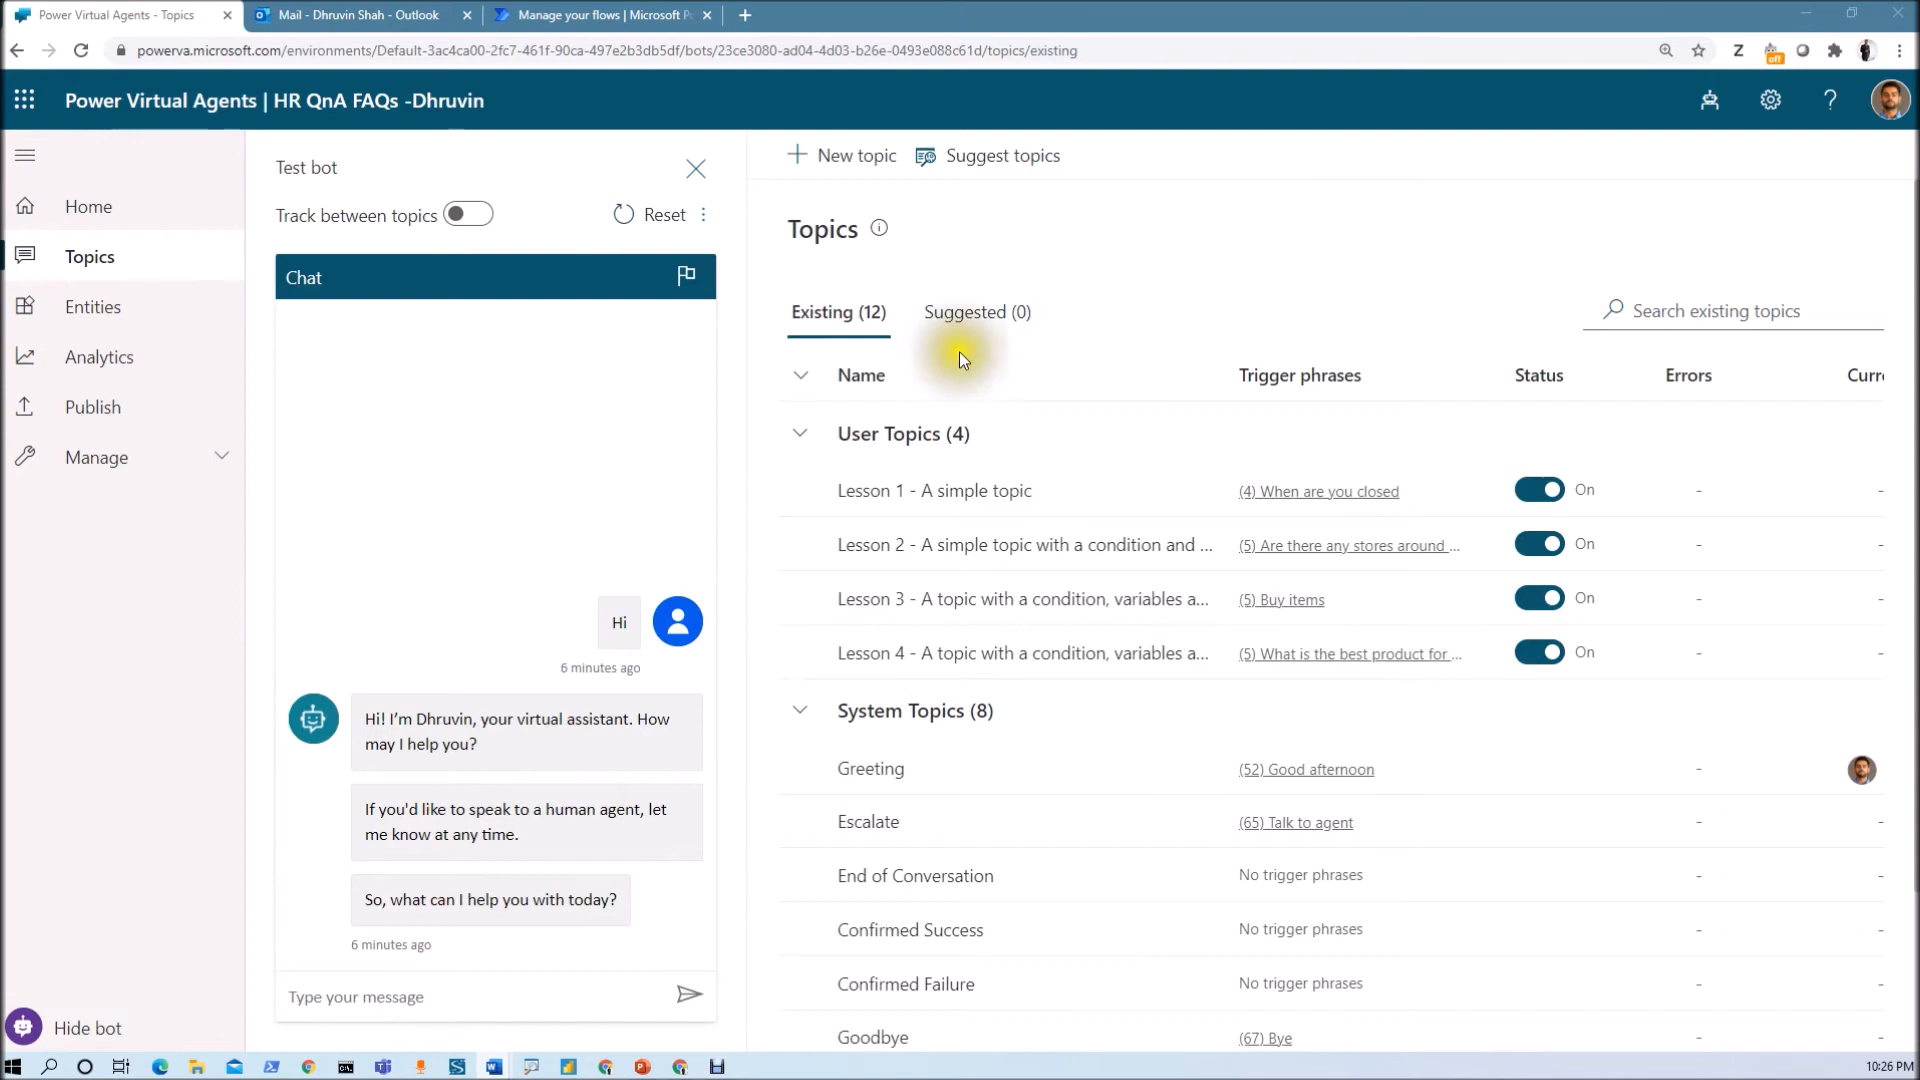 Power Virtual Agents - Topics
Mail - Dhruvin Shah - Outlook
Manage your flows | Microsoft Po
powerva.microsoft.com/environments/Default-3ac4ca00-2fc7-461f-90ca-497e2b3db5df/bots/23ce3080-ad04-4d03-b26e-0493e088c61d/topics/existing
Z
off
Power Virtual Agents | HR QnA FAQs -Dhruvin
?
Home
Topics
Entities
Analytics
Publish
Manage
Hide bot
Test bot
Track between topics
Reset
Chat
Hi
6 minutes ago
Hi! I'm Dhruvin, your virtual assistant. How
may I help you?
If you'd like to speak to a human agent, let
me know at any time.
So, what can I help you with today?
6 minutes ago
Type your message
New topic
Suggest topics
Topics
Existing (12)
Suggested (0)
Search existing topics
Name Trigger phrases Status Errors Curre
User Topics (4)
Lesson 1 - A simple topic (4) When are you closed On - -
Lesson 2 - A simple topic with a condition and ... (5) Are there any stores around ... On - -
Lesson 3 - A topic with a condition, variables a... (5) Buy items On - -
Lesson 4 - A topic with a condition, variables a... (5) What is the best product for ... On - -
System Topics (8)
Greeting (52) Good afternoon -
Escalate (65) Talk to agent - -
End of Conversation No trigger phrases - -
Confirmed Success No trigger phrases - -
Confirmed Failure No trigger phrases - -
Goodbye (67) Bye - -
10:26 PM